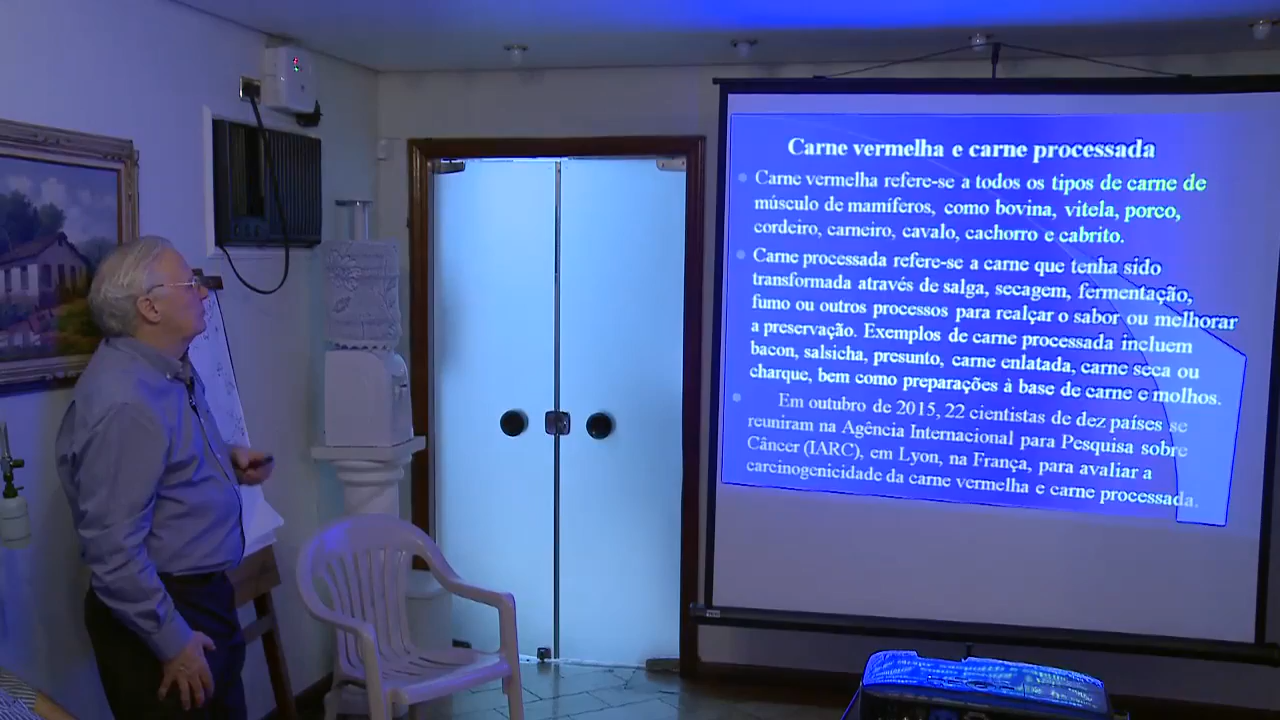 Carne vermelha e carne processada
Carne vermelha refere-se a todos os tipos de carne de
músculo de mamíferos, como bovina, vitela, porco,
cordeiro, carneiro, cavalo, cachorro e cabrito.
Carne processada refere-se a carne que tenha sido
transformada através de salga, secagem, fermentação,
fumo ou outros processos para realçar o sabor ou melhorar
a preservação. Exemplos de carne processada incluem
bacon, salsicha, presunto, carne enlatada, carne seca ou
charque, bem como preparações à base de carne e molhos.
Em outubro de 2015, 22 cientistas de dez países se
reuniram na Agência Internacional para Pesquisa sobre
Câncer (IARC), em Lyon, na França, para avaliar a
carcinogenicidade da carne vermelha e carne processada.